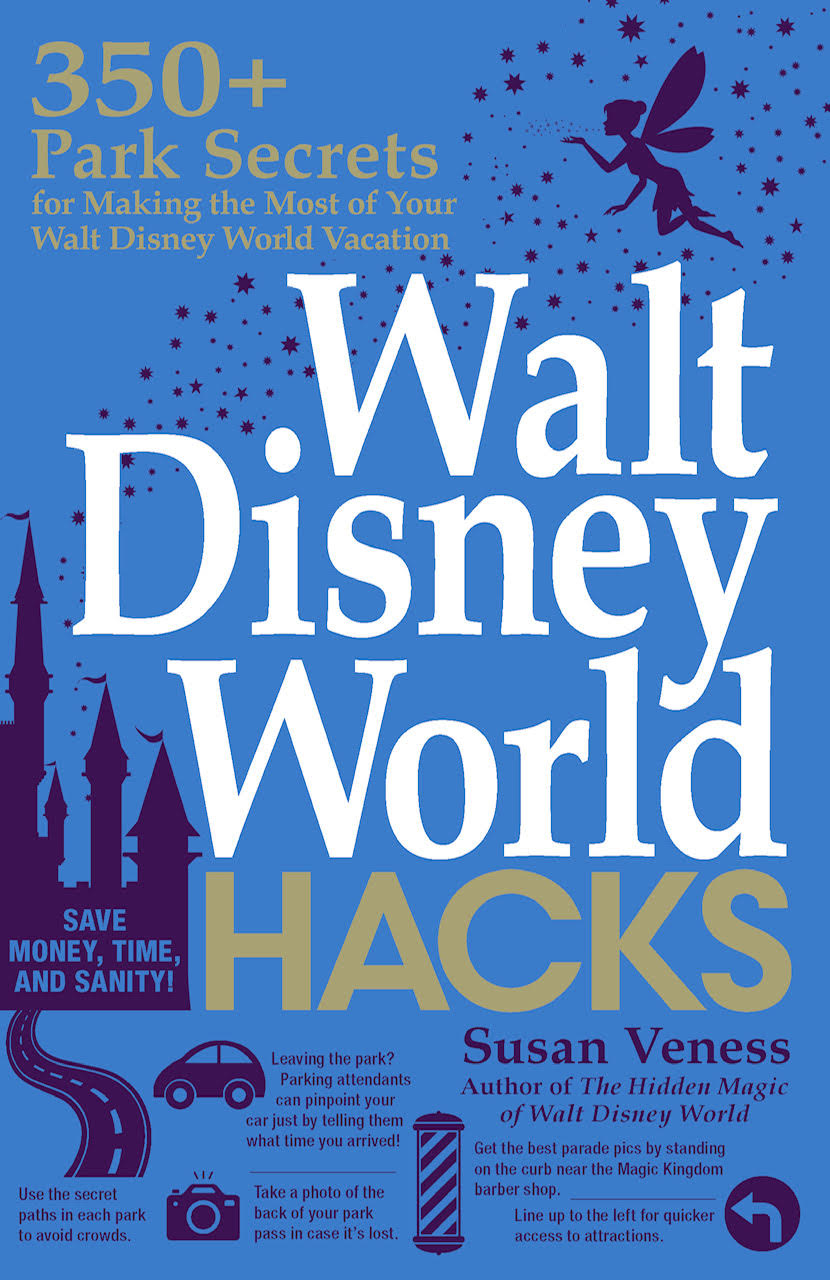 350+
Park Secrets
for Making the Most of Your
Walt Disney World Vacation
Walt
Disney
World
HACKS
SAVE
MONEY, TIME,
AND SANITY!
Susan Veness
Author of The Hidden Magic
of Walt Disney World
Leaving the park?
Parking attendants
can pinpoint your
car just by telling them
what time you arrived!
Get the best parade pics by standing
on the curb near the Magic Kingdom
barber shop.
Use the secret
paths in each park
to avoid crowds.
Take a photo of the
back of your park
pass in case it's lost.
Line up to the left for quicker
access to attractions.